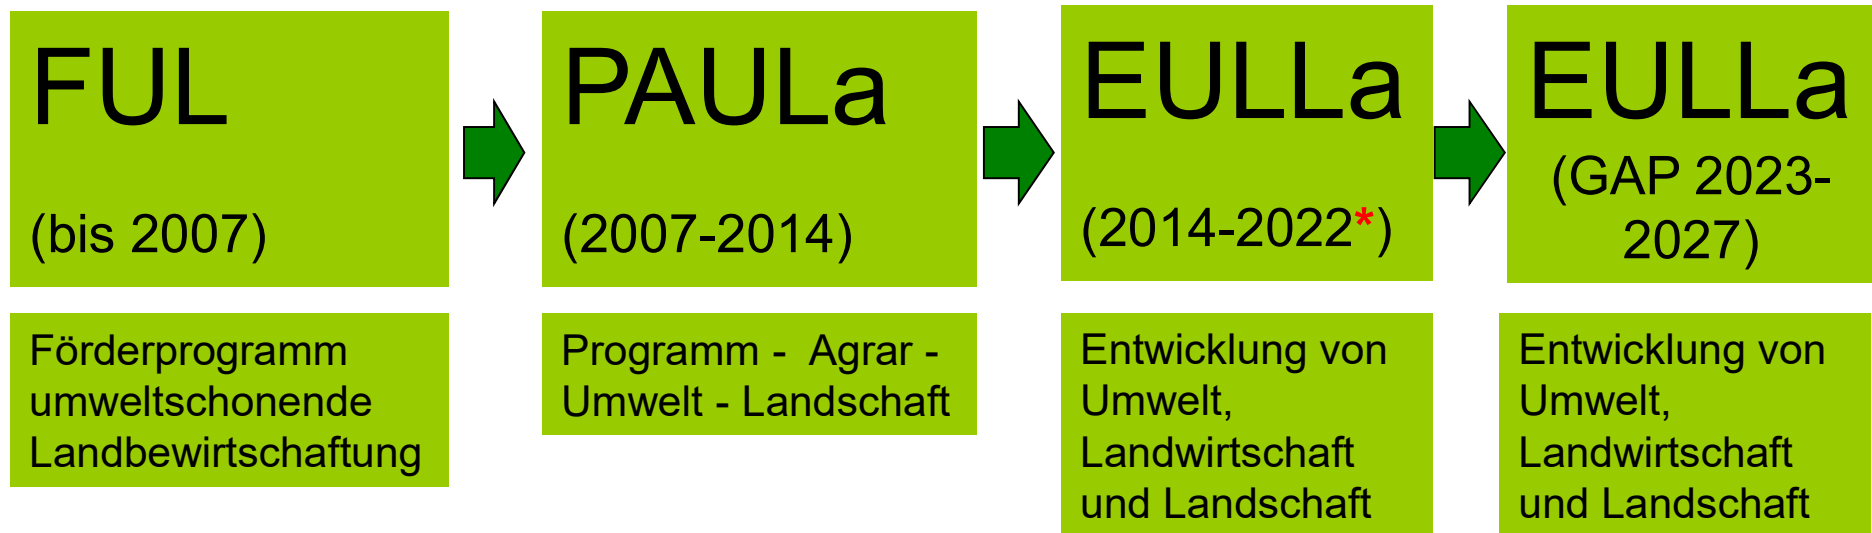 FUL
(bis 2007)
PAULa
(2007-2014)
EULLa
(2014-2022*)
EULLa
(GAP 2023-
2027)
Förderprogramm
umweltschonende
Landbewirtschaftung
Programm - Agrar -
Umwelt - Landschaft
Entwicklung von
Umwelt,
Landwirtschaft
und Landschaft
Entwicklung von
Umwelt,
Landwirtschaft
und Landschaft